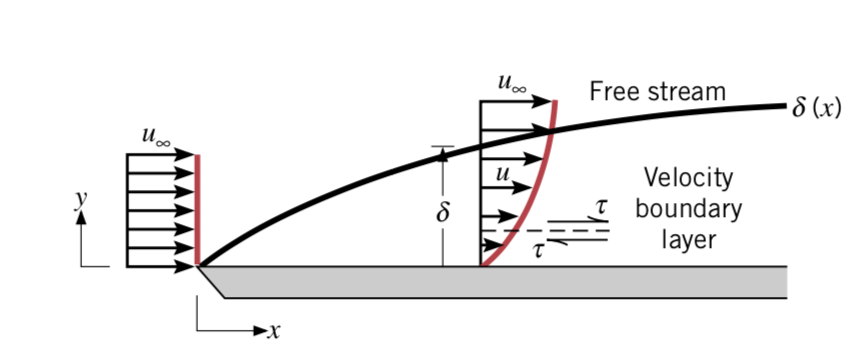 u∞
Free stream
δ(x)
u∞
u
Velocity
boundary
layer
y
δ
τ
τ
x